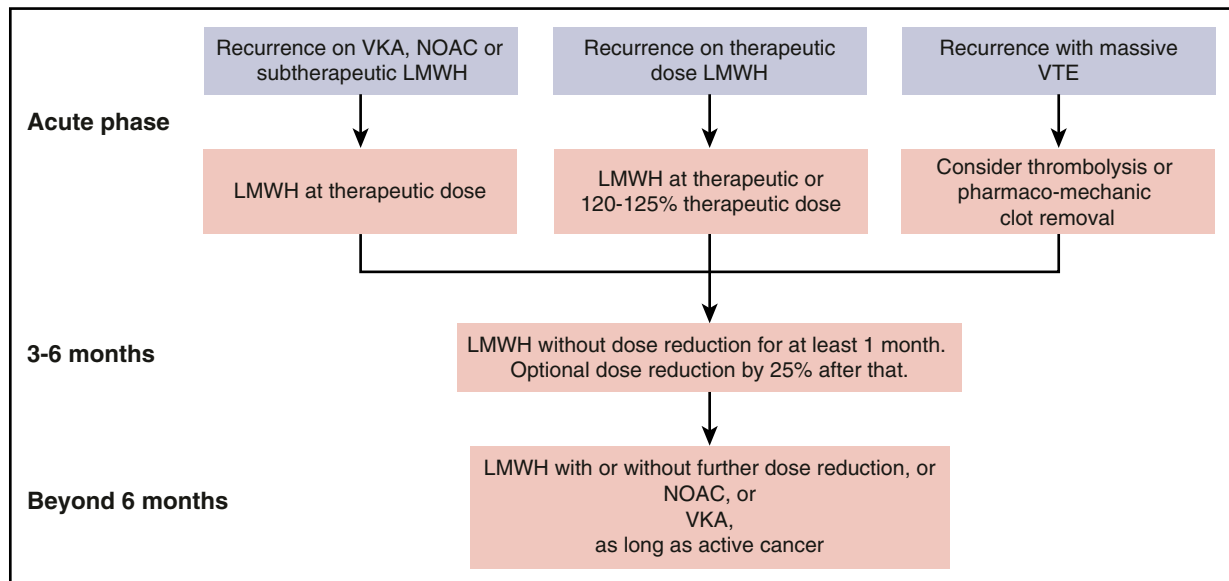 Recurrence on VKA, NOAC or
subtherapeutic LMWH
Recurrence on therapeutic
dose LMWH
Recurrence with massive
VTE
Acute phase
LMWH at therapeutic dose
LMWH at therapeutic or
120-125% therapeutic dose
Consider thrombolysis or
pharmaco-mechanic
clot removal
3-6 months
LMWH without dose reduction for at least 1 month.
Optional dose reduction by 25% after that.
Beyond 6 months
LMWH with or without further dose reduction, or
NOAC, or
VKA,
as long as active cancer